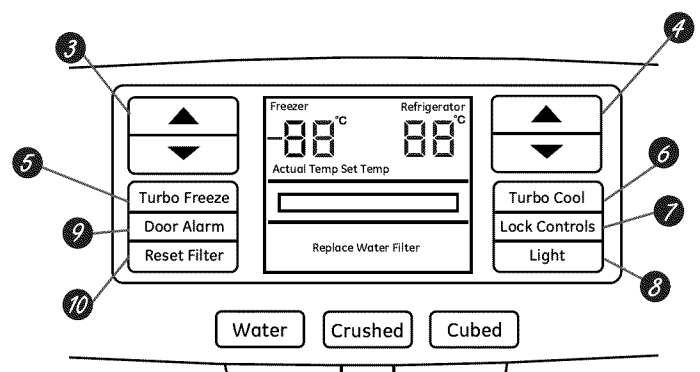 3
4
Freezer Refrigerator
-88 °C 88 °C
Actual Temp Set Temp
5
6
Turbo Freeze
Turbo Cool
9
Door Alarm
Lock Controls
7
Reset Filter
Replace Water Filter
Light
10
8
Water Crushed Cubed